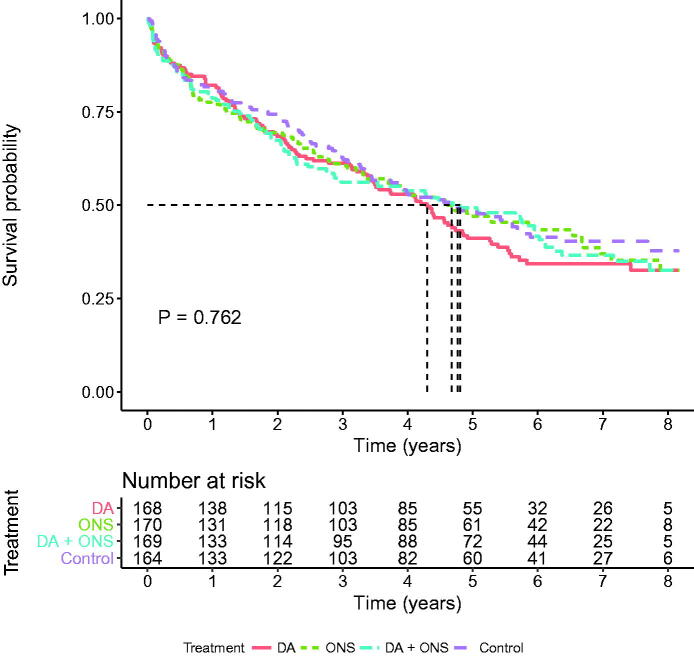 1.00
0.75
0.50
0.25
0.00
Survival probability
P = 0.762
0 1 2 3 4 5 6 7 8
Time (years)
Number at risk
Treatment
DA 168 138 115 103 85 55 32 26 5
ONS 170 131 118 103 85 61 42 22 8
DA + ONS 169 133 114 95 88 72 44 25 5
Control 164 133 122 103 82 60 41 27 6
0 1 2 3 4 5 6 7 8
Time (years)
Treatment DA ONS DA + ONS Control